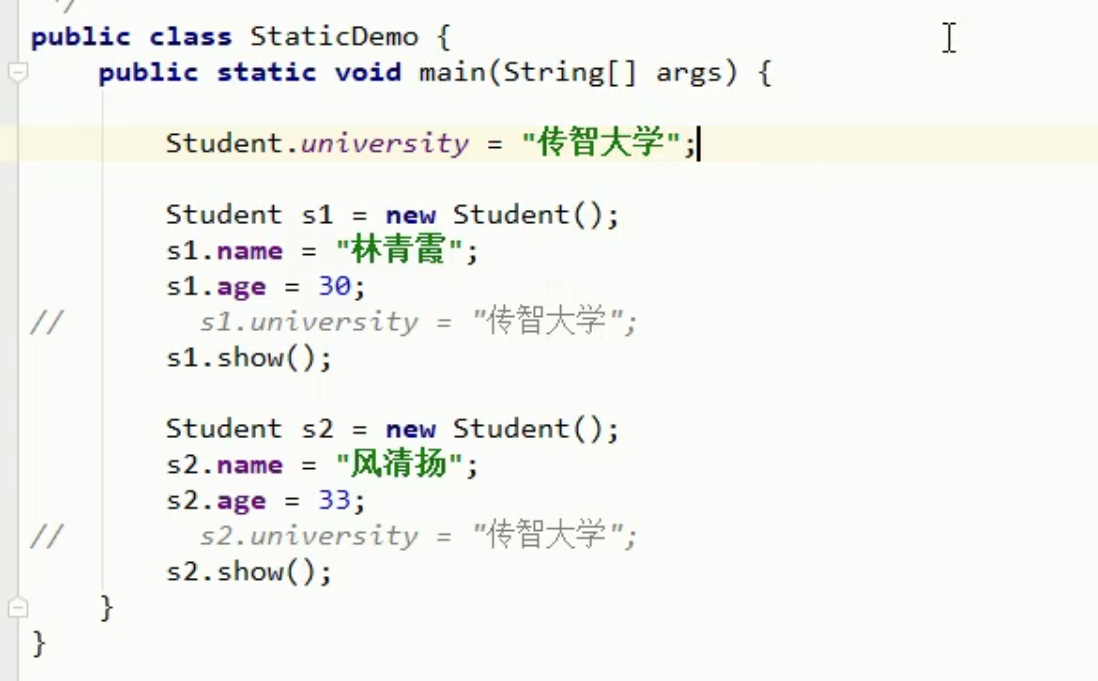 */
public class StaticDemo {
public static void main(String[] args) {
Student.university = "传智大学";
Student s1 = new Student();
s1.name = "林青霞";
s1.age = 30;
// s1.university = "传智大学";
s1.show();
Student s2 = new Student();
s2.name = "风清扬";
s2.age = 33;
// s2.university = "传智大学";
s2.show();
}
}